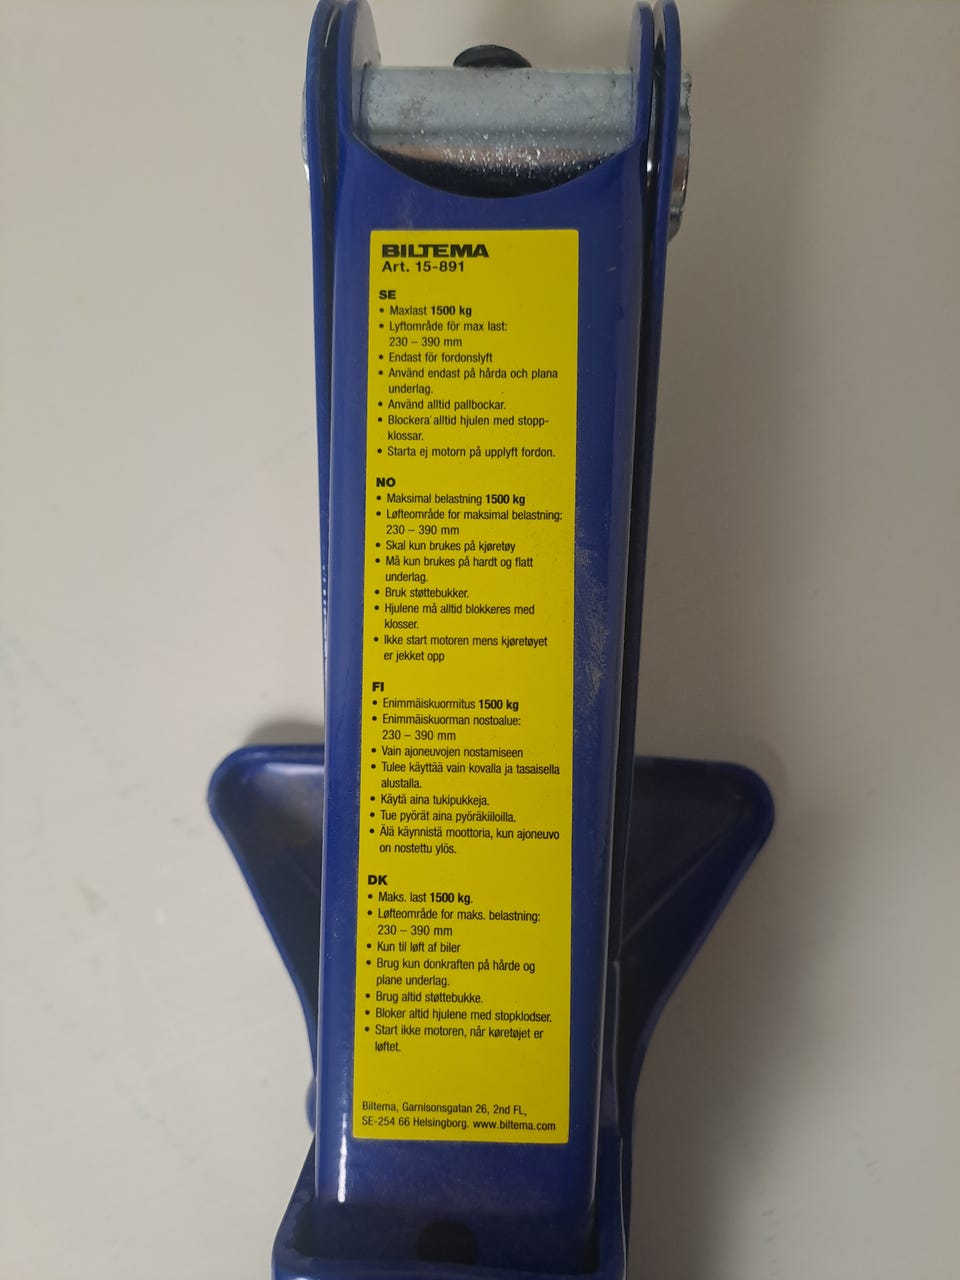 BILTEMA
Art. 15-891
SE
• Maxlast 1500 kg
• Lyftområde för max last:
230 – 390 mm
• Endast för fordonslyft
• Använd endast på hårda och plana
underlag.
• Använd alltid pallbockar.
• Blockera alltid hjulen med stopp-
klossar.
• Starta ej motorn på upplyft fordon.
NO
• Maksimal belastning 1500 kg
• Løfteområde for maksimal belastning:
230 – 390 mm
• Skal kun brukes på kjøretøy
• Må kun brukes på hardt og flatt
underlag.
• Bruk støttebukker.
• Hjulene må alltid blokkeres med
klosser.
• Ikke start motoren mens kjøretøyet
er jekket opp
FI
• Enimmäiskuormitus 1500 kg
• Enimmäiskuorman nostoalue:
230 – 390 mm
• Vain ajoneuvojen nostamiseen
• Tulee käyttää vain kovalla ja tasaisella
alustalla.
• Käytä aina tukipukkeja.
• Tue pyörät aina pyöräkiiloilla.
• Älä käynnistä moottoria, kun ajoneuvo
on nostettu ylös.
DK
• Maks. last 1500 kg.
• Løfteområde for maks. belastning:
230 – 390 mm
• Kun til løft af biler
• Brug kun donkraften på hårde og
plane underlag.
• Brug altid støttebukke.
• Bloker altid hjulene med stopklodser.
• Start ikke motoren, når køretøjet er
løftet.
Biltema, Garnisonsgatan 26, 2nd FL,
SE-254 66 Helsingborg. www.biltema.com